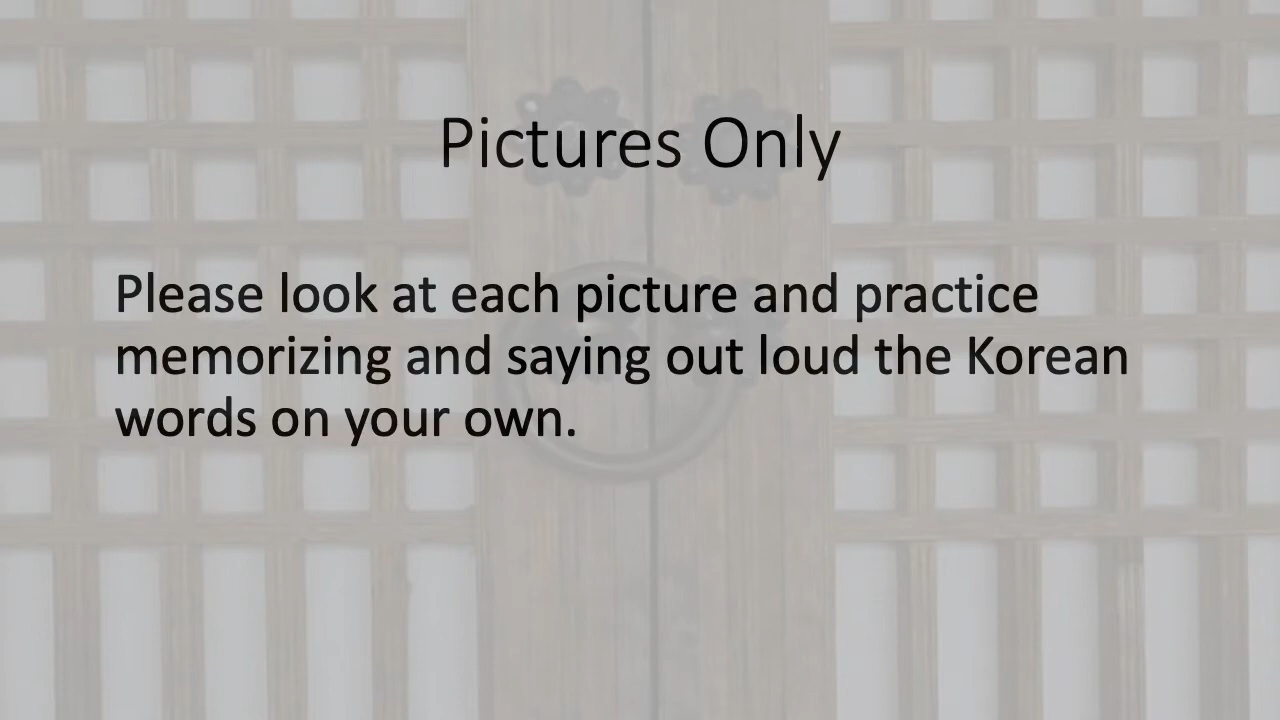 Pictures Only
Please look at each picture and practice
memorizing and saying out loud the Korean
words on your own.